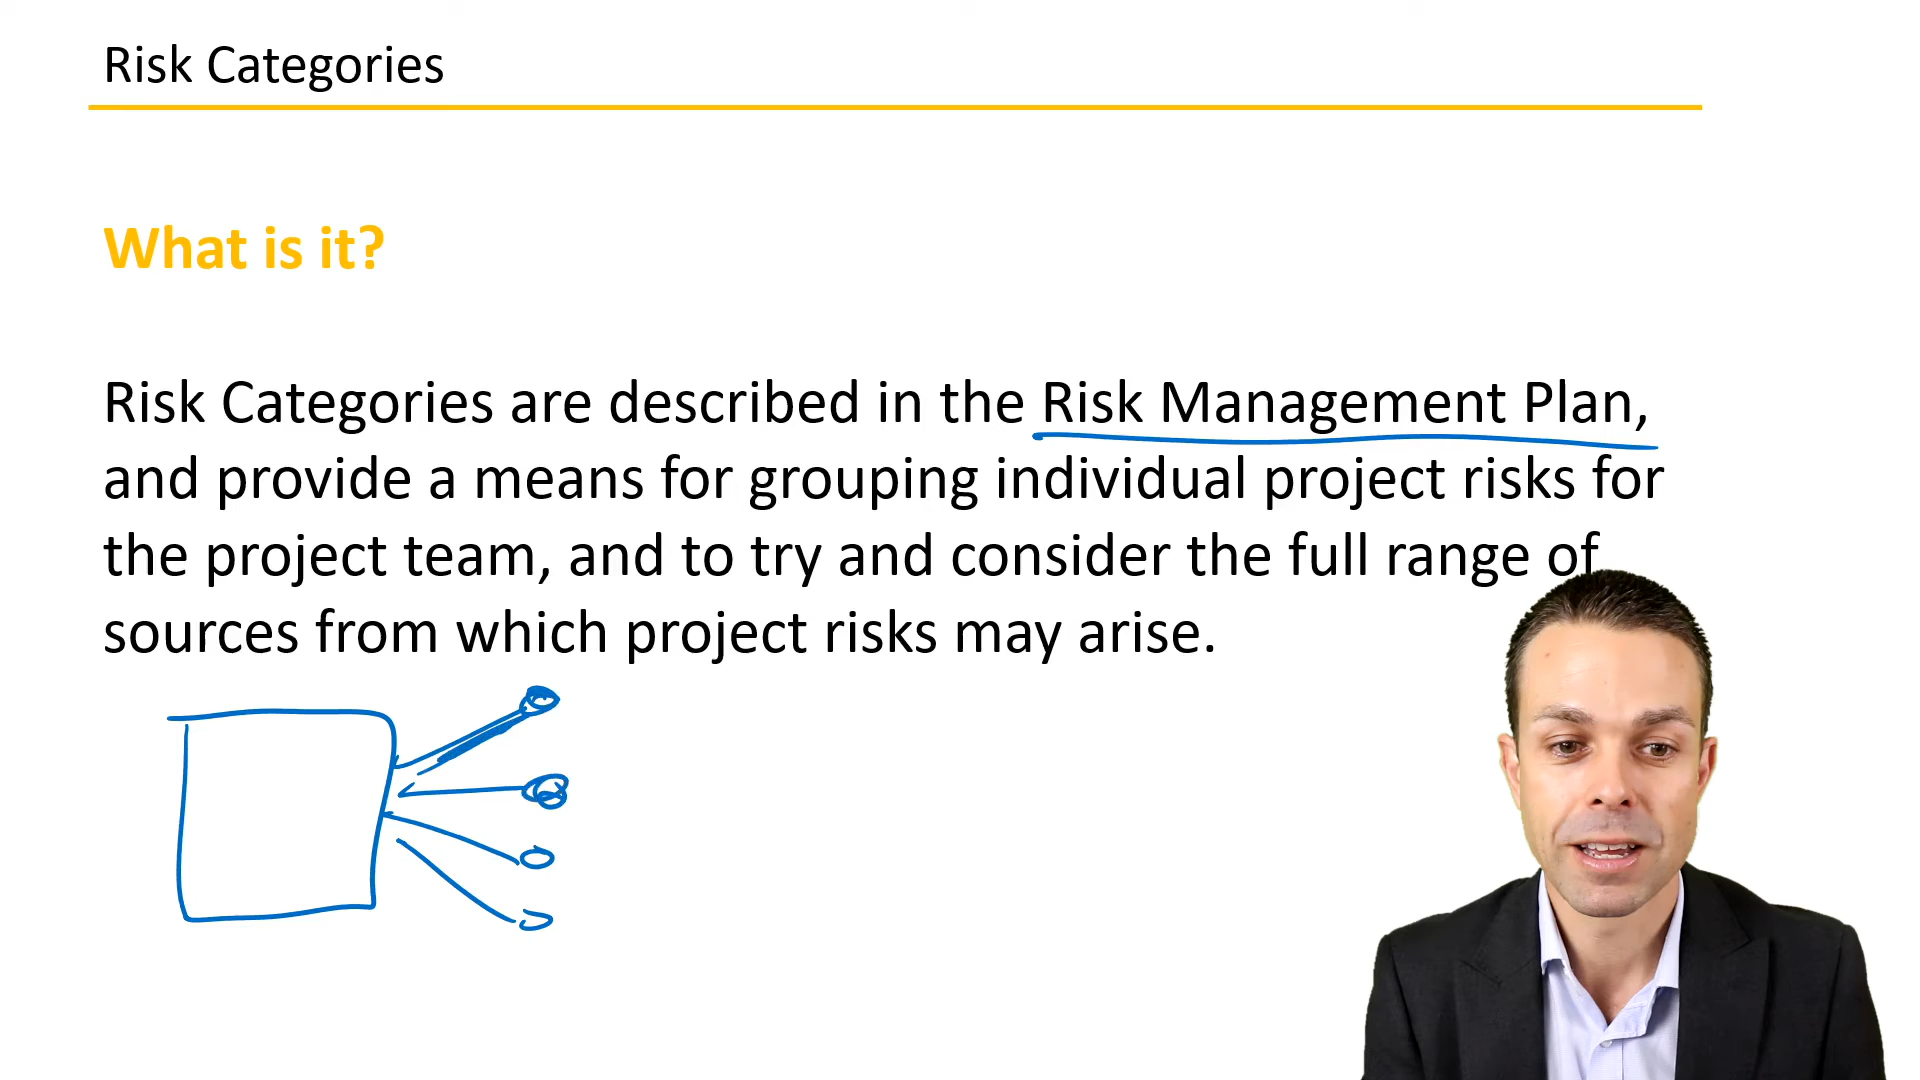 Risk Categories
What is it?
Risk Categories are described in the Risk Management Plan,
and provide a means for grouping individual project risks for
the project team, and to try and consider the full range of
sources from which project risks may arise.